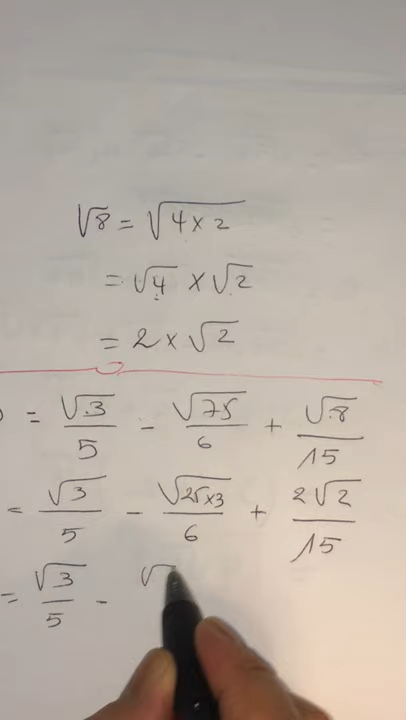 √8 = √4×2
= √4 × √2
= 2 × √2
= √3/5 - √75/6 + √8/15
= √3/5 - √25×3/6 + 2√2/15
= √3/5 - √